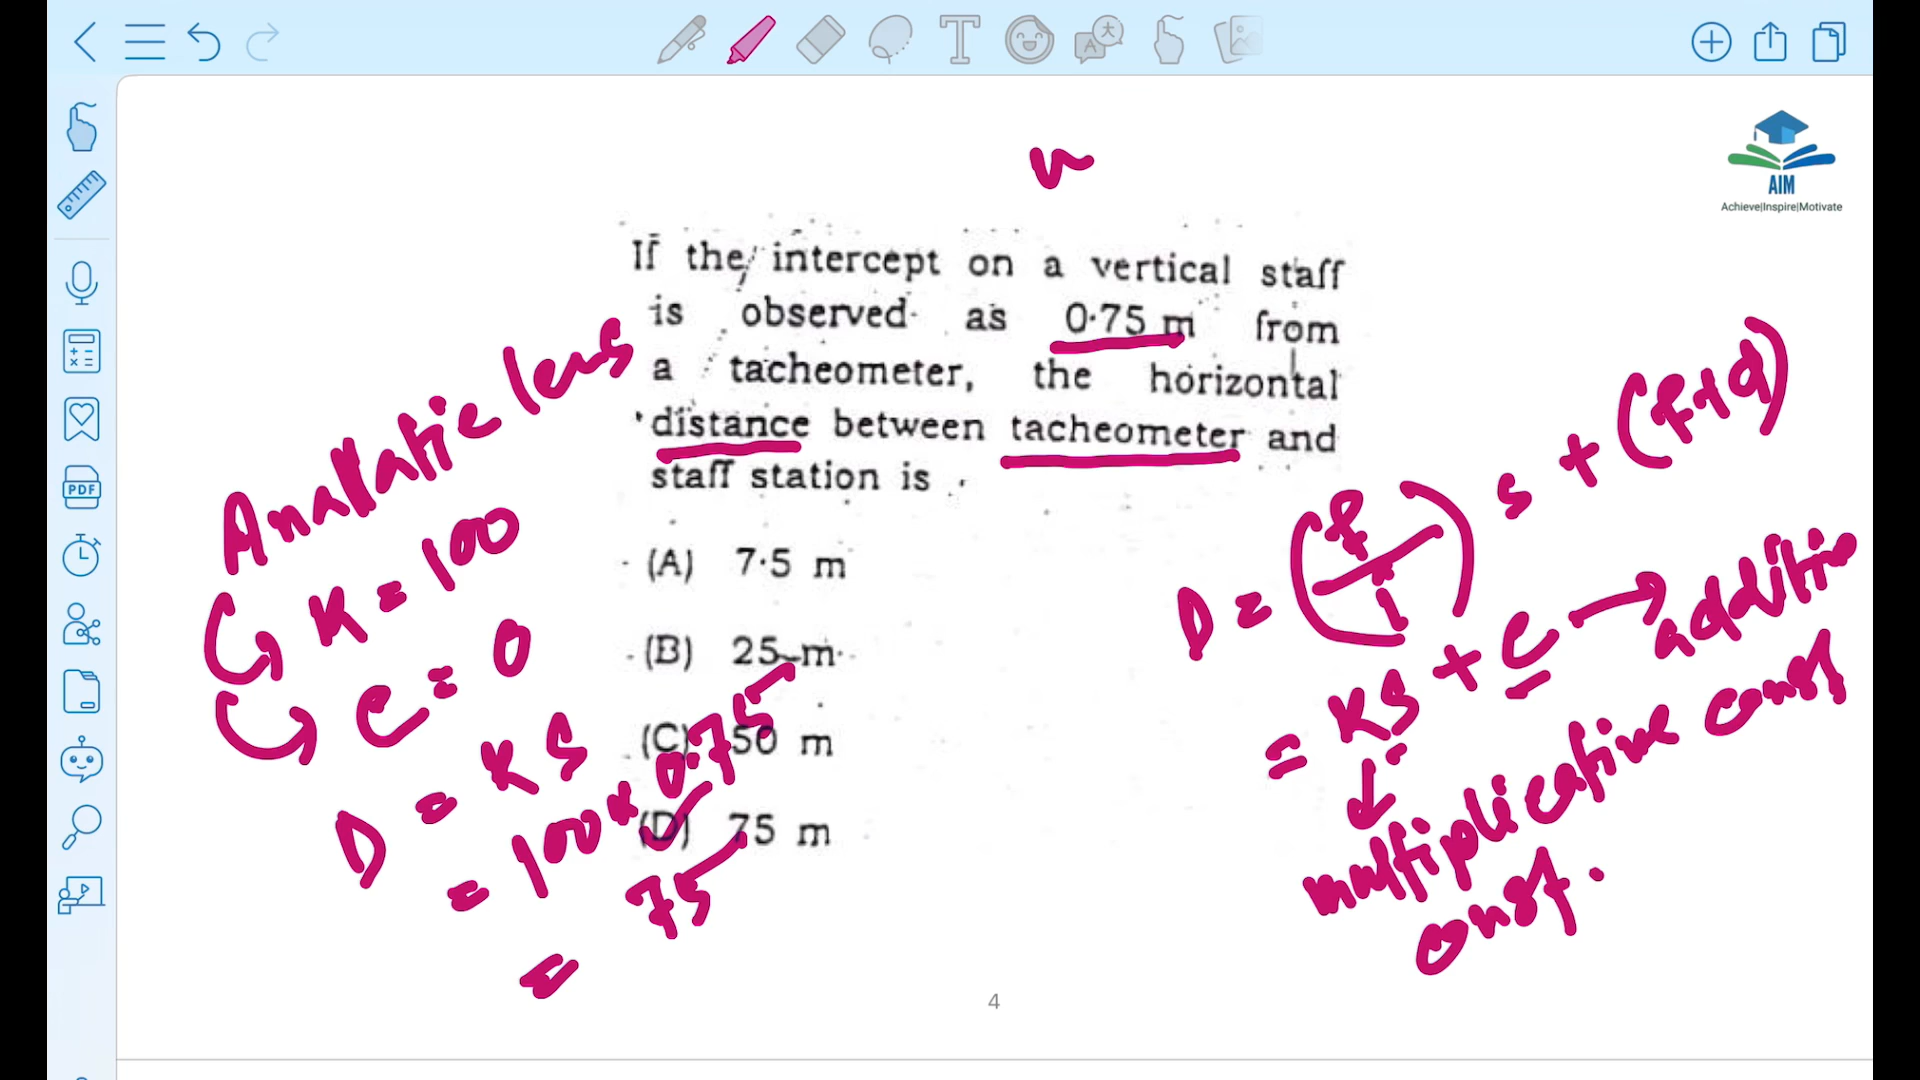 AIM
Achieve|Inspire|Motivate
If the intercept on a vertical staff
is observed as 0.75 m from
a tacheometer, the horizontal
distance between tacheometer and
staff station is
(A) 7.5 m
(B) 25 m
(C) 50 m
(D) 75 m
Anallatic lens
K = 100
C = 0
D = KS
= 100 × 0.75
= 75
D = (f/i) s + (f+d)
= KS + C → additive
const
multiplicative
const.
4
PDF